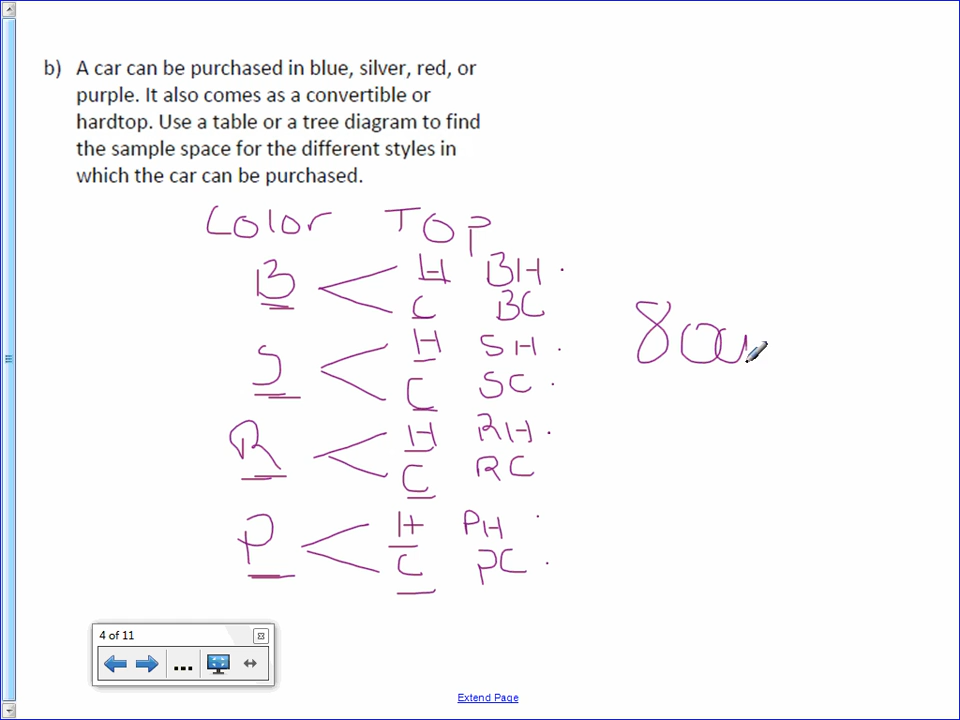 b) A car can be purchased in blue, silver, red, or
purple. It also comes as a convertible or
hardtop. Use a table or a tree diagram to find
the sample space for the different styles in
which the car can be purchased.
Color TOP
B H BH
C BC
S H SH
C SC
R H RH
C RC
P H PH
C PC
8 ou
4 of 11
...
Extend Page